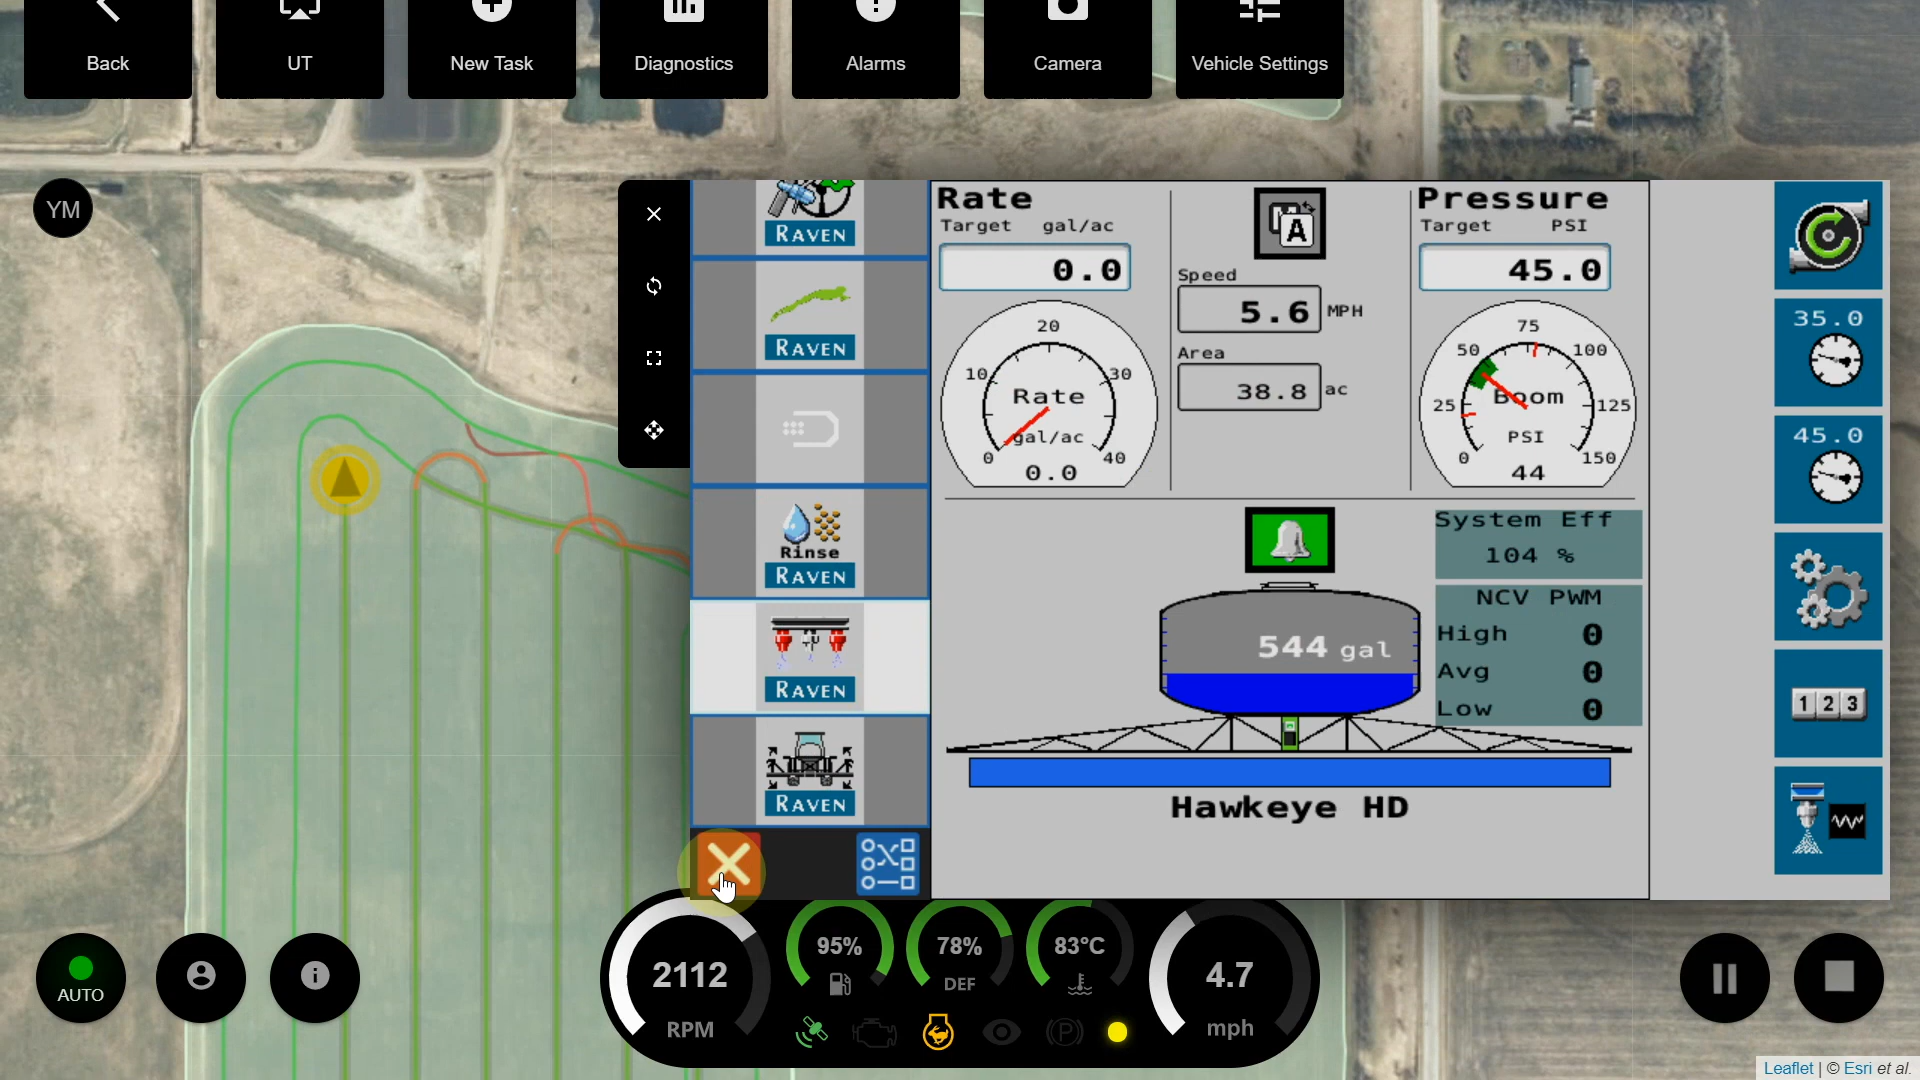 Back
UT
New Task
Diagnostics
Alarms
Camera
Vehicle Settings
YM
RAVEN
RAVEN
Rinse
RAVEN
RAVEN
RAVEN
Rate
Target gal/ac
0.0
20
10
30
Rate
gal/ac
0
40
0.0
A
Speed
5.6 MPH
Area
38.8 ac
Pressure
Target PSI
45.0
75
50
100
Boom
25
125
PSI
0
150
44
System Eff
104 %
NCV PWM
High 0
Avg 0
Low 0
544 gal
Hawkeye HD
35.0
45.0
1 2 3
AUTO
2112
RPM
95%
78%
DEF
83°C
4.7
mph
P
Leaflet | © Esri et al.